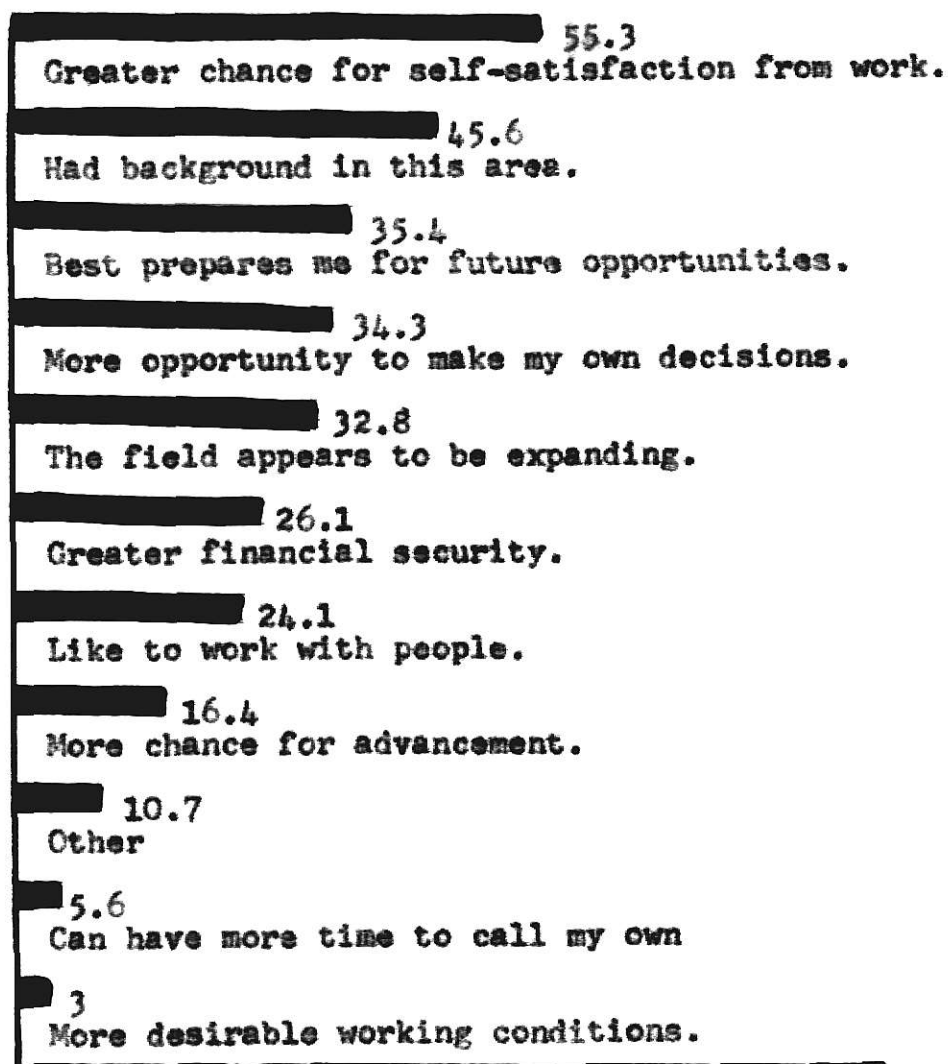 55.3
Greater chance for self-satisfaction from work.
45.6
Had background in this area.
35.4
Best prepares me for future opportunities.
34.3
More opportunity to make my own decisions.
32.8
The field appears to be expanding.
26.1
Greater financial security.
24.1
Like to work with people.
16.4
More chance for advancement.
10.7
Other
5.6
Can have more time to call my own
3
More desirable working conditions.